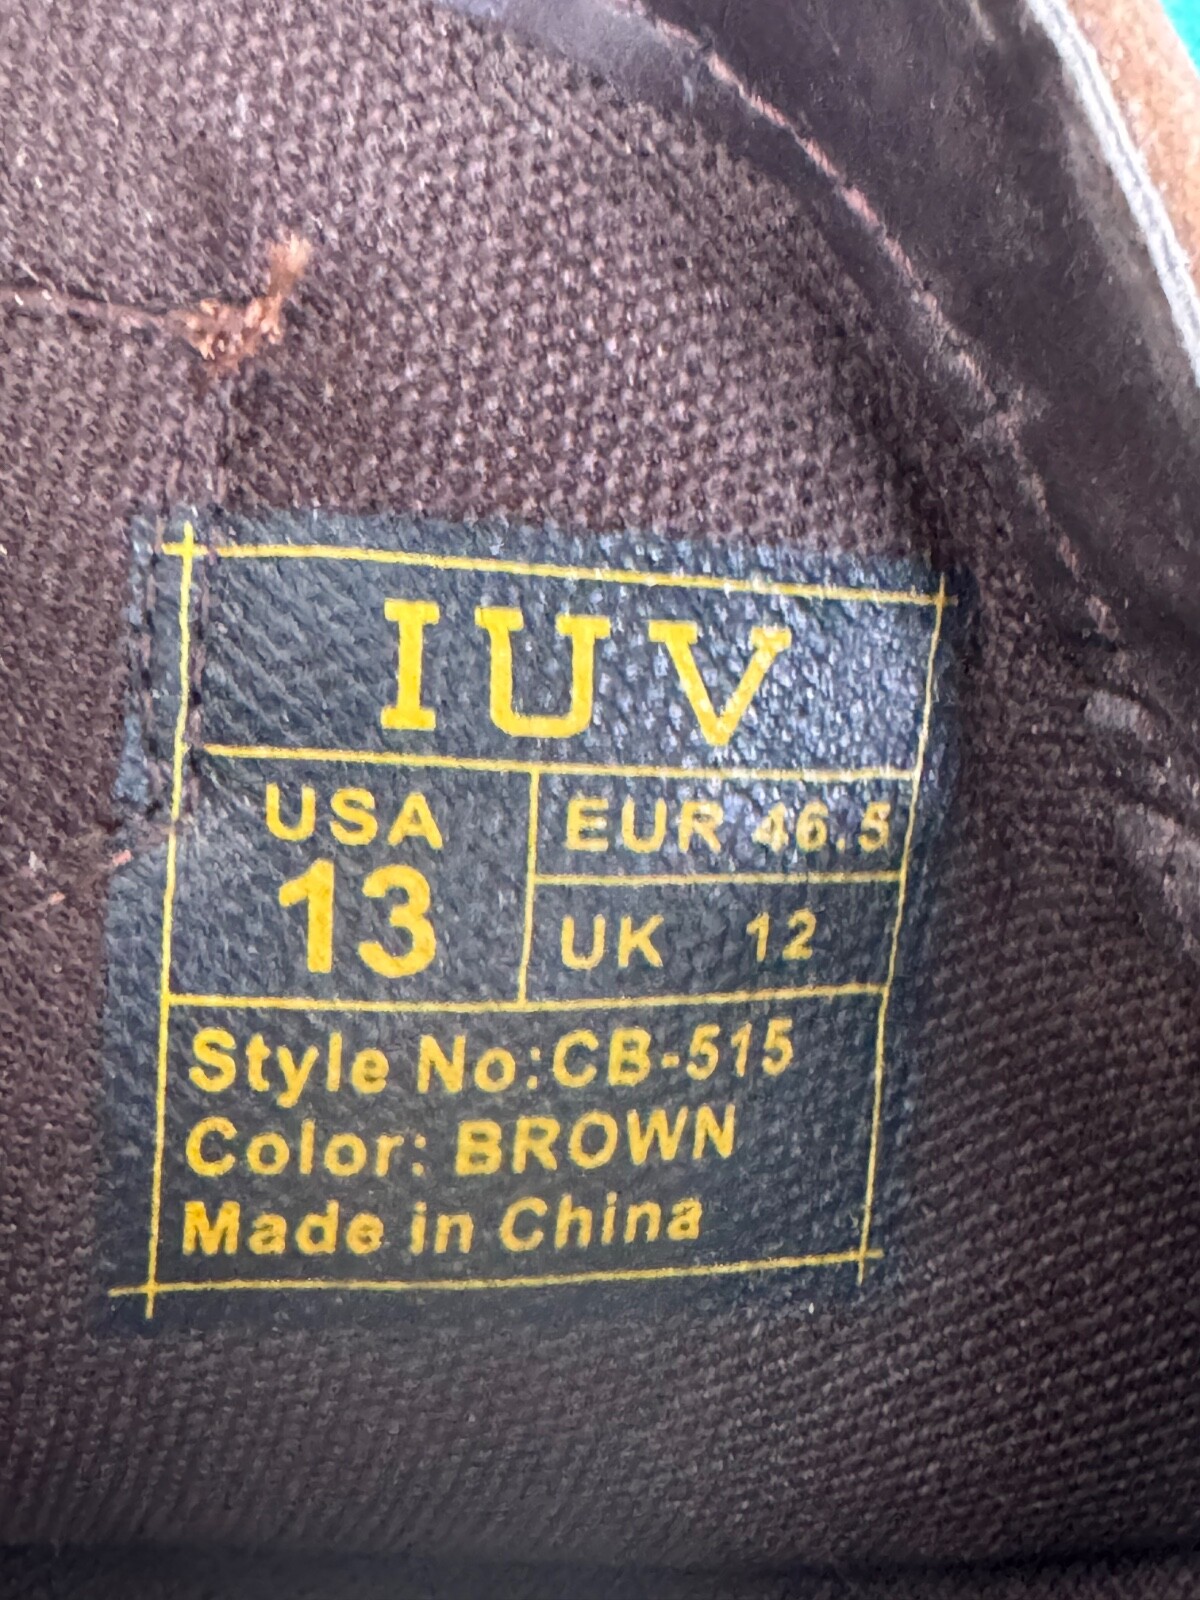 IUV
USA
13
EUR 46.5
UK 12
Style No:CB-515
Color: BROWN
Made in China